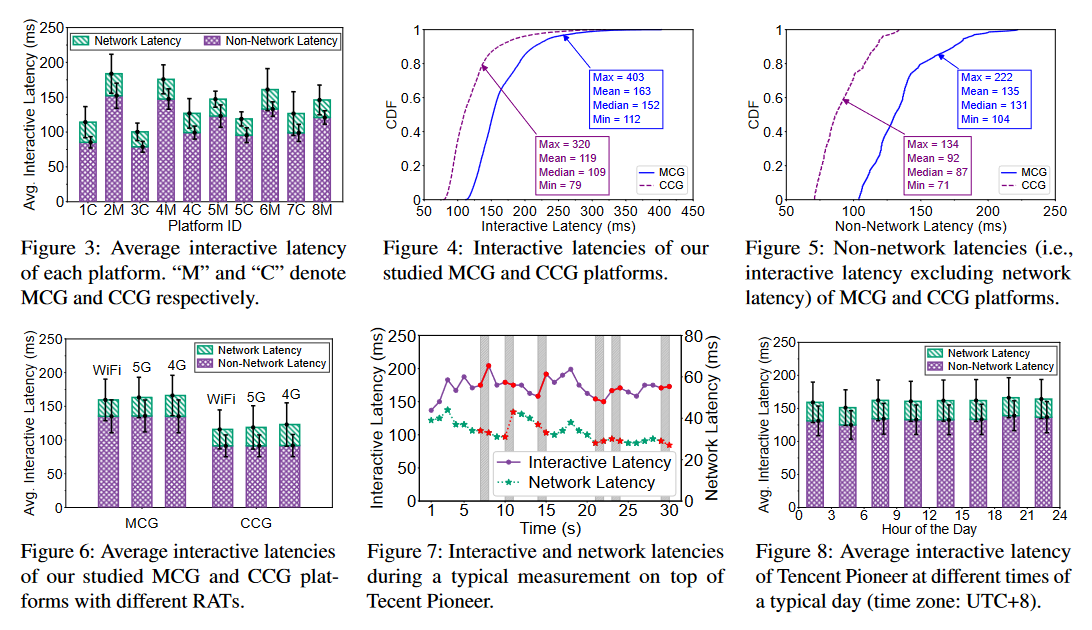 250
200
150
100
50
0
Avg. Interactive Latency (ms)
Network Latency
Non-Network Latency
1C 2M 3C 4M 4C 5M 5C 6M 7C 8M
Platform ID
Figure 3: Average interactive latency
of each platform. “M” and “C” denote
MCG and CCG respectively.
1
0.8
0.6
0.4
0.2
0
CDF
Max = 403
Mean = 163
Median = 152
Min = 112
Max = 320
Mean = 119
Median = 109
Min = 79
MCG
CCG
50 100 150 200 250 300 350 400 450
Interactive Latency (ms)
Figure 4: Interactive latencies of our
studied MCG and CCG platforms.
1
0.8
0.6
0.4
0.2
0
CDF
Max = 222
Mean = 135
Median = 131
Min = 104
Max = 134
Mean = 92
Median = 87
Min = 71
MCG
CCG
50 100 150 200 250
Non-Network Latency (ms)
Figure 5: Non-network latencies (i.e.,
interactive latency excluding network
latency) of MCG and CCG platforms.
250
200
150
100
50
0
Avg. Interactive Latency (ms)
Network Latency
Non-Network Latency
WiFi 5G 4G
WiFi 5G 4G
MCG CCG
Figure 6: Average interactive latencies
of our studied MCG and CCG plat-
forms with different RATs.
250
200
150
100
50
0
Interactive Latency (ms)
80
60
40
20
0
Network Latency (ms)
Interactive Latency
Network Latency
1 5 10 15 20 25 30
Time (s)
Figure 7: Interactive and network latencies
during a typical measurement on top of
Tecent Pioneer.
250
200
150
100
50
0
Avg. Interactive Latency (ms)
Network Latency
Non-Network Latency
0 3 6 9 12 15 18 21 24
Hour of the Day
Figure 8: Average interactive latency
of Tencent Pioneer at different times of
a typical day (time zone: UTC+8).